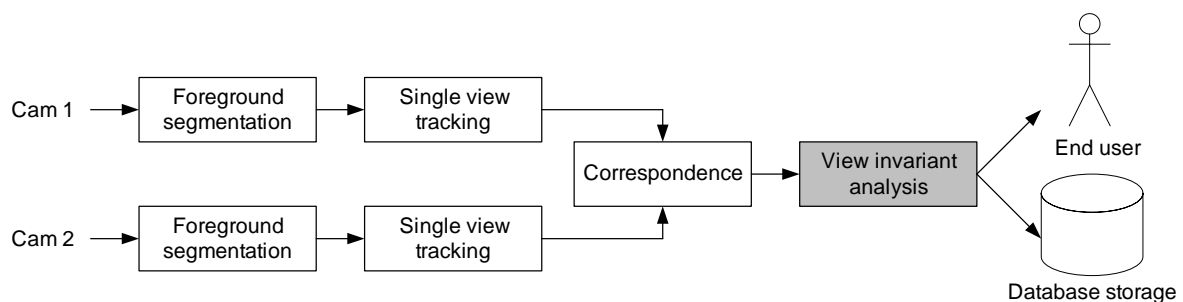 Cam 1
Foreground
segmentation
Single view
tracking
Correspondence
View invariant
analysis
End user
Cam 2
Foreground
segmentation
Single view
tracking
Database storage